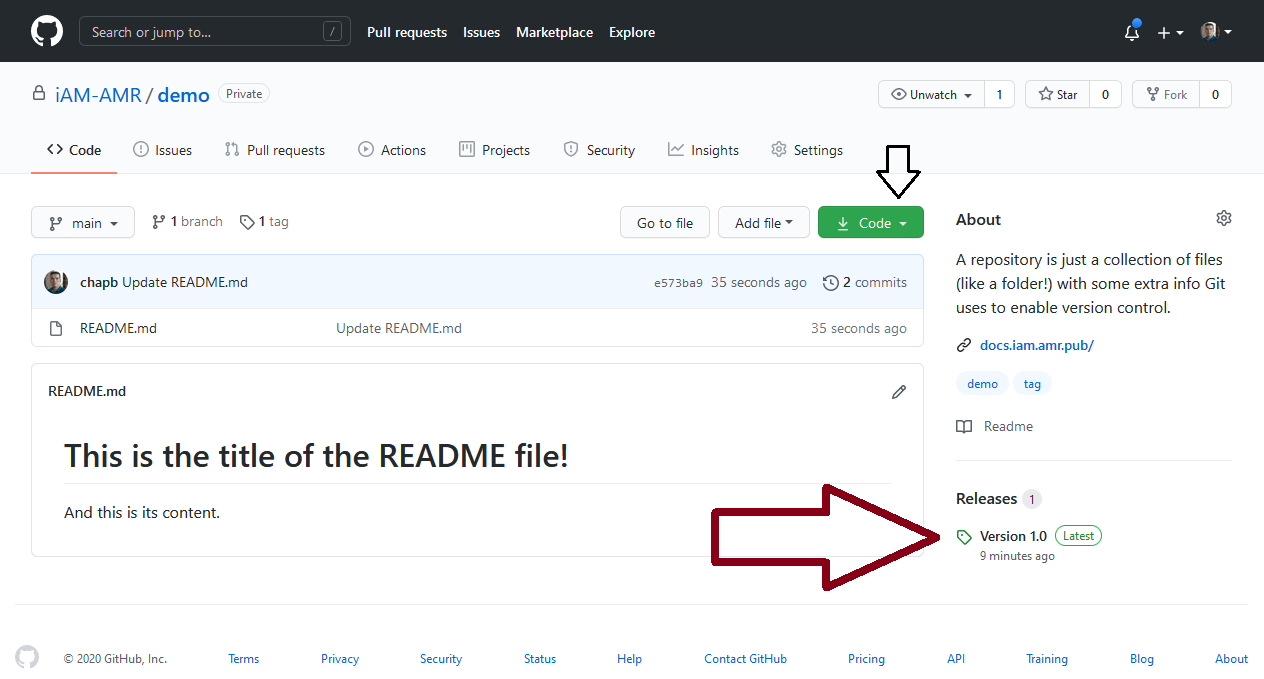 Search or jump to... / Pull requests Issues Marketplace Explore
iAM-AMR / demo Private Unwatch 1 Star 0 Fork 0
Code Issues Pull requests Actions Projects Security Insights Settings
main 1 branch 1 tag Go to file Add file Code
About
A repository is just a collection of files
(like a folder!) with some extra info Git
uses to enable version control.
chapb Update README.md e573ba9 35 seconds ago 2 commits
README.md Update README.md 35 seconds ago
docs.iam.amr.pub/
demo tag
Readme
README.md
This is the title of the README file!
And this is its content.
Releases 1
Version 1.0 Latest
9 minutes ago
© 2020 GitHub, Inc. Terms Privacy Security Status Help Contact GitHub Pricing API Training Blog About